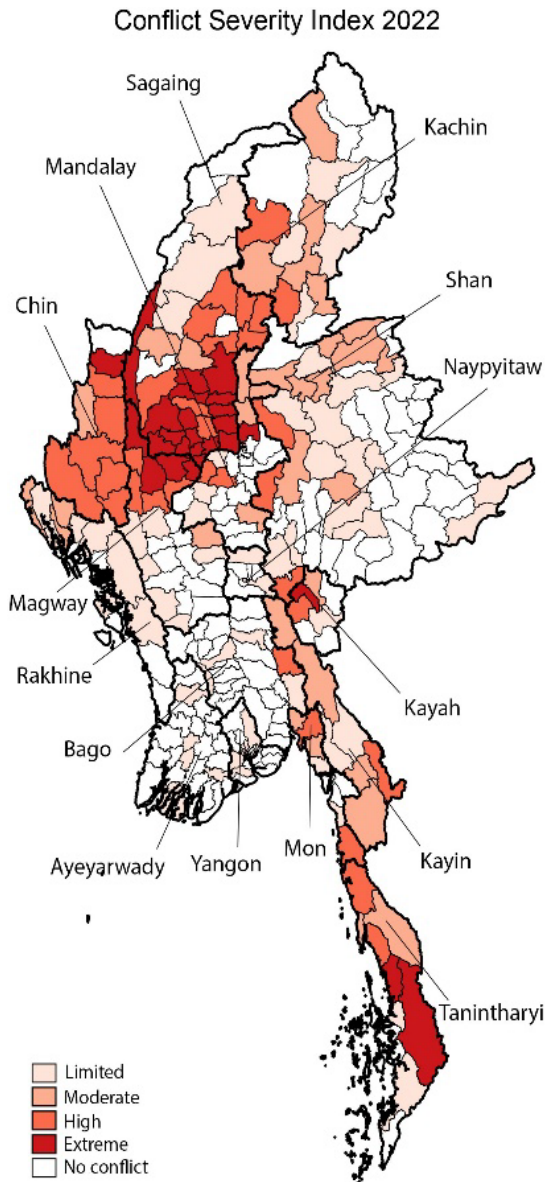 Conflict Severity Index 2022
Sagaing
Kachin
Mandalay
Shan
Chin
Naypyitaw
Magway
Rakhine
Kayah
Bago
Mon
Ayeyarwady
Yangon
Kayin
Tanintharyi
Limited
Moderate
High
Extreme
No conflict